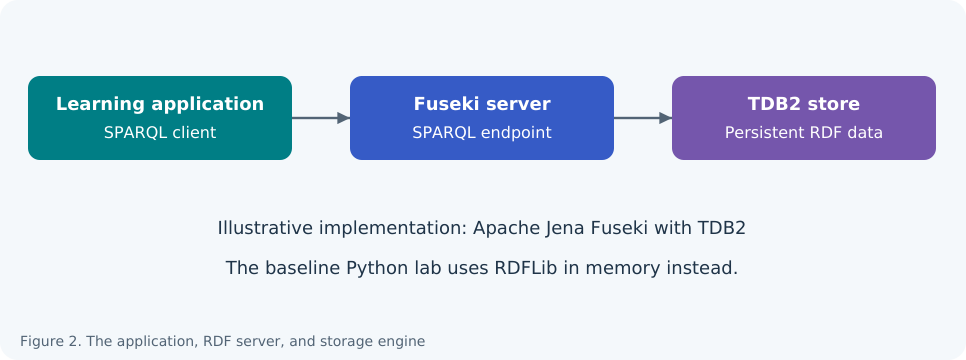 Learning application
SPARQL client
Fuseki server
SPARQL endpoint
TDB2 store
Persistent RDF data
Illustrative implementation: Apache Jena Fuseki with TDB2
The baseline Python lab uses RDFLib in memory instead.
Figure 2. The application, RDF server, and storage engine